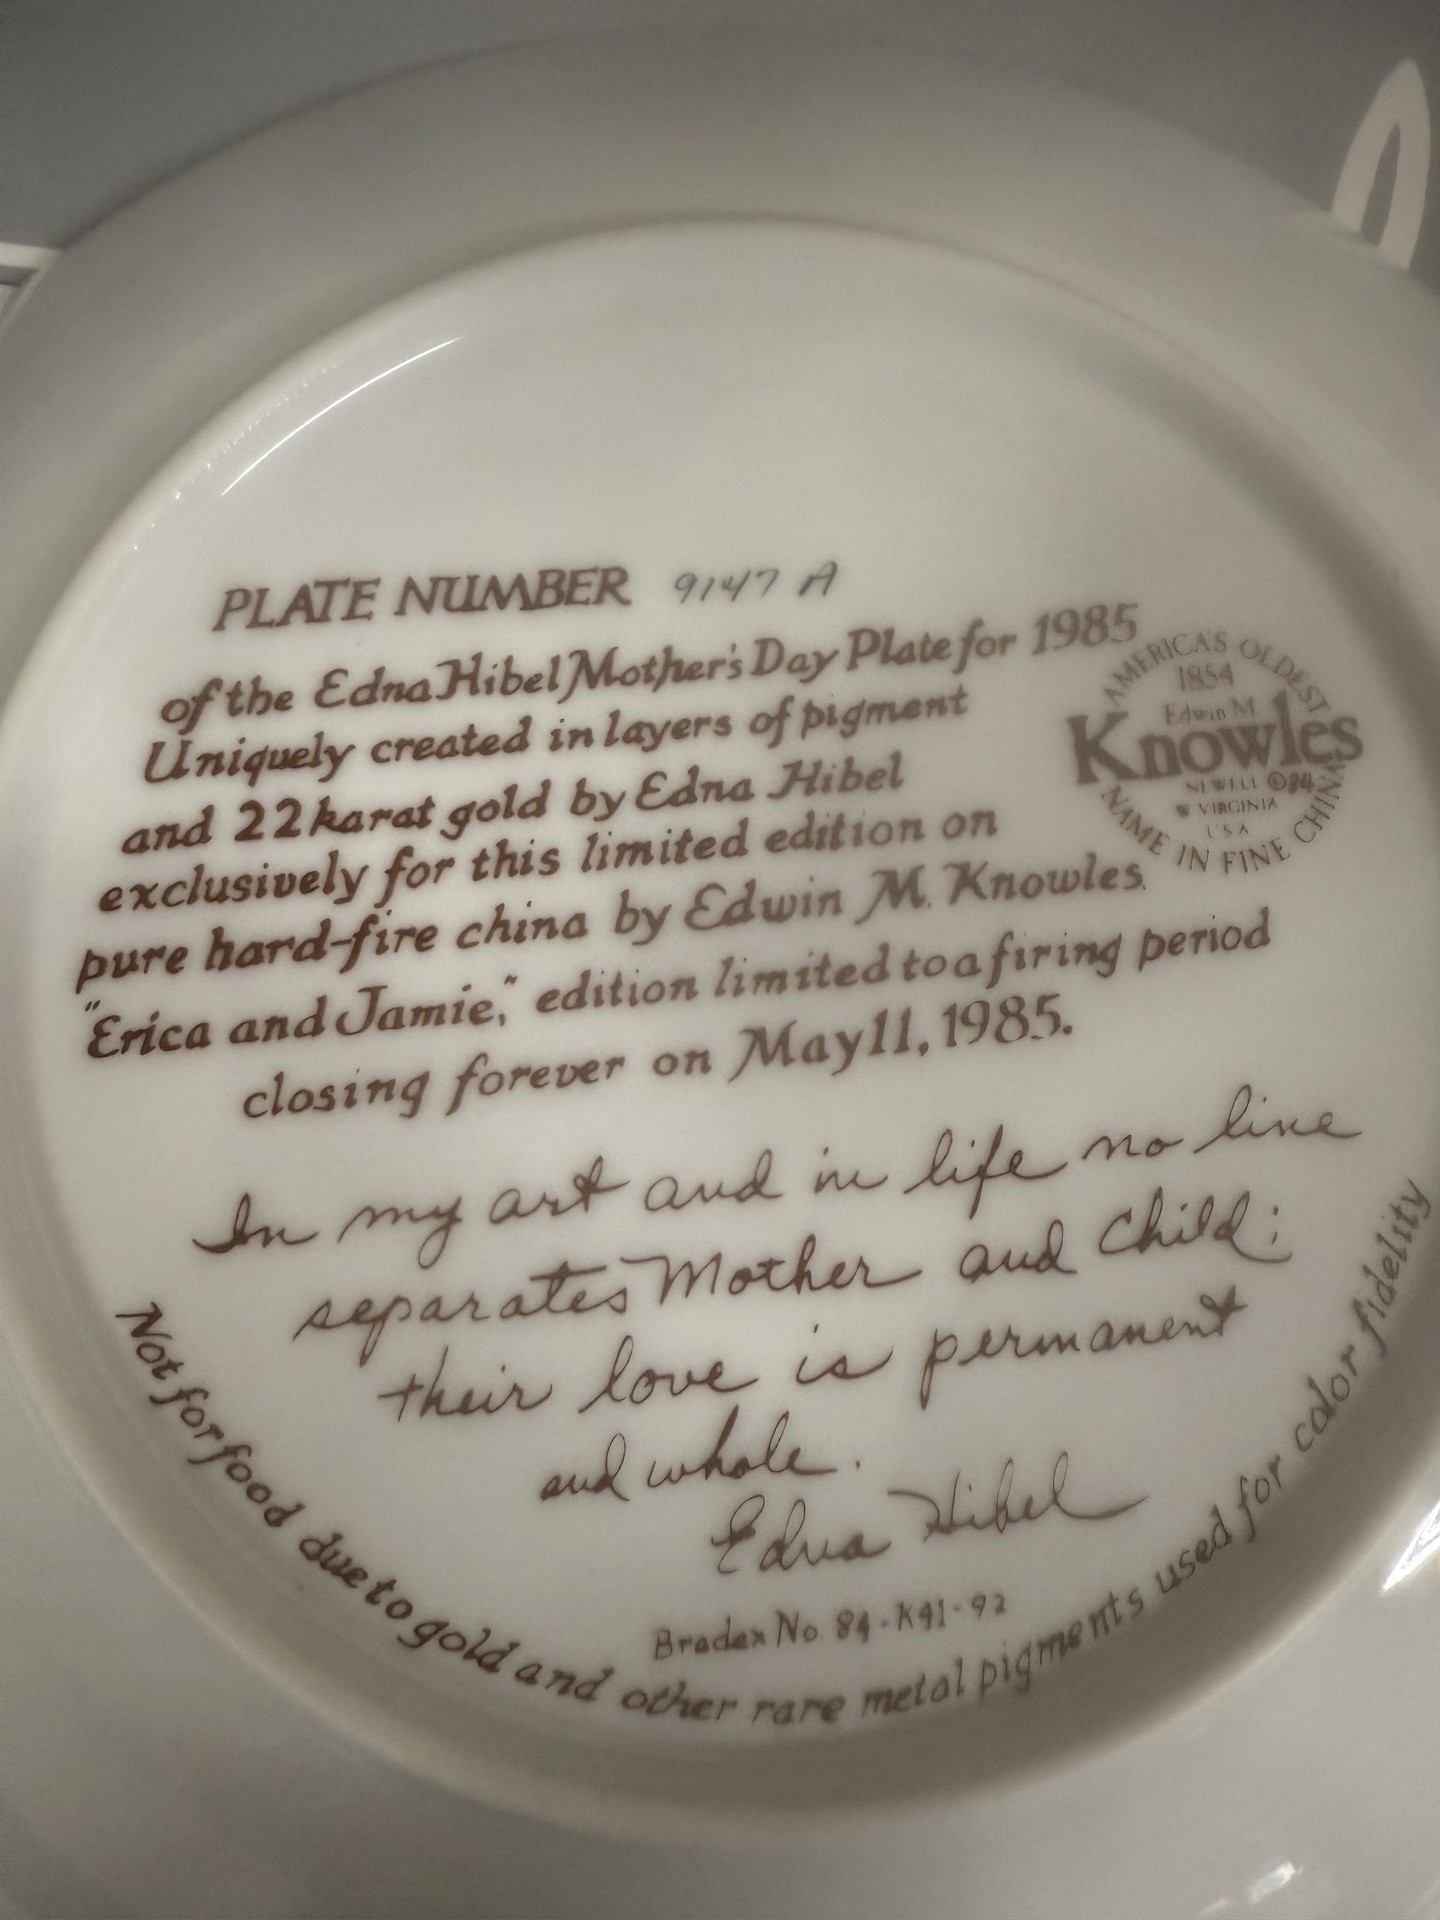 PLATE NUMBER 9147 A
of the Edna Hibel Mother's Day Plate for 1985
Uniquely created in layers of pigment
and 22 karat gold by Edna Hibel
exclusively for this limited edition on
pure hard-fire china by Edwin M. Knowles.
"Erica and Jamie," edition limited to a firing period
closing forever on May 11, 1985.
AMERICA'S OLDEST
1854
Edwin M
Knowles
NEWELL ©84
W VIRGINIA
USA
NAME IN FINE CHINA
In my art and in life no line
separates Mother and Child;
their love is permanent
and whole.
Edna Hibel
Bradex No. 84-K41-92
Not for food due to gold and other rare metal pigments used for color fidelity